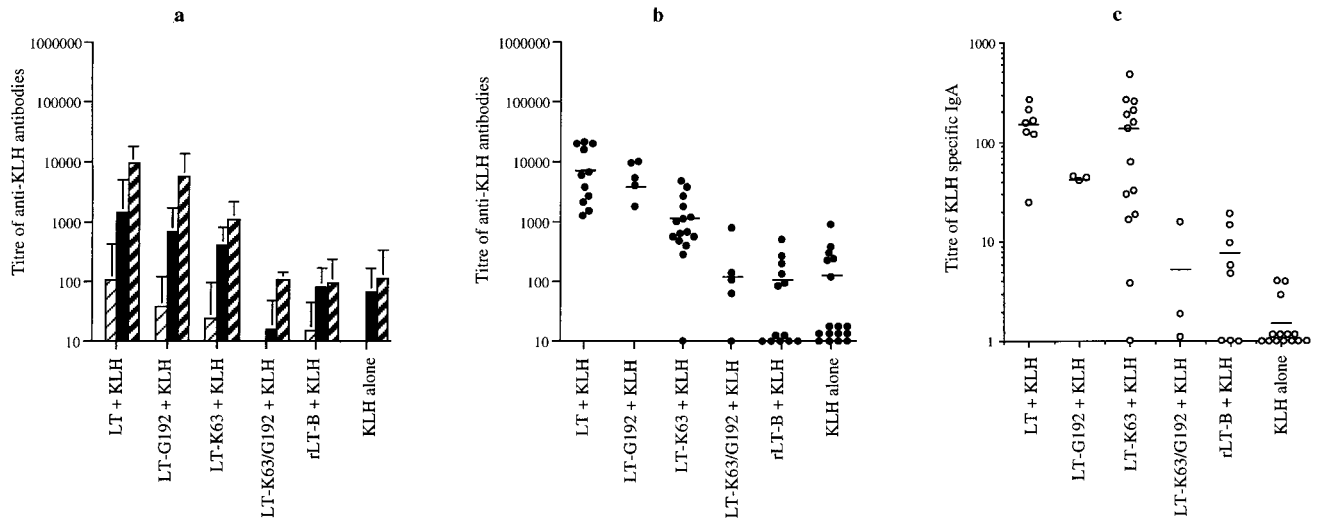 a
Titre of anti-KLH antibodies
1000000
100000
10000
1000
100
10
LT + KLH
LT-G192 + KLH
LT-K63 + KLH
LT-K63/G192 + KLH
rLT-B + KLH
KLH alone
b
Titre of anti-KLH antibodies
1000000
100000
10000
1000
100
10
LT + KLH
LT-G192 + KLH
LT-K63 + KLH
LT-K63/G192 + KLH
rLT-B + KLH
KLH alone
c
Titre of KLH specific IgA
1000
100
10
1
LT + KLH
LT-G192 + KLH
LT-K63 + KLH
LT-K63/G192 + KLH
rLT-B + KLH
KLH alone